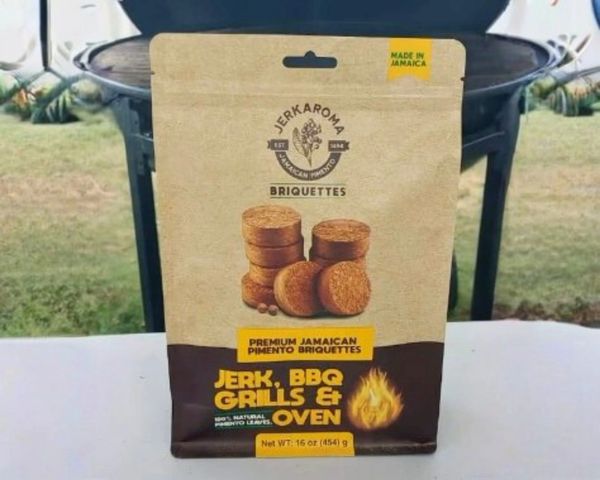 MADE IN
JAMAICA
JERKAROMA
EST 1494
JAMAICAN PIMENTO
BRIQUETTES
PREMIUM JAMAICAN
PIMENTO BRIQUETTES
JERK, BBQ
GRILLS &
100% NATURAL
PIMENTO LEAVES.
OVEN
Net WT: 16 oz (454) g